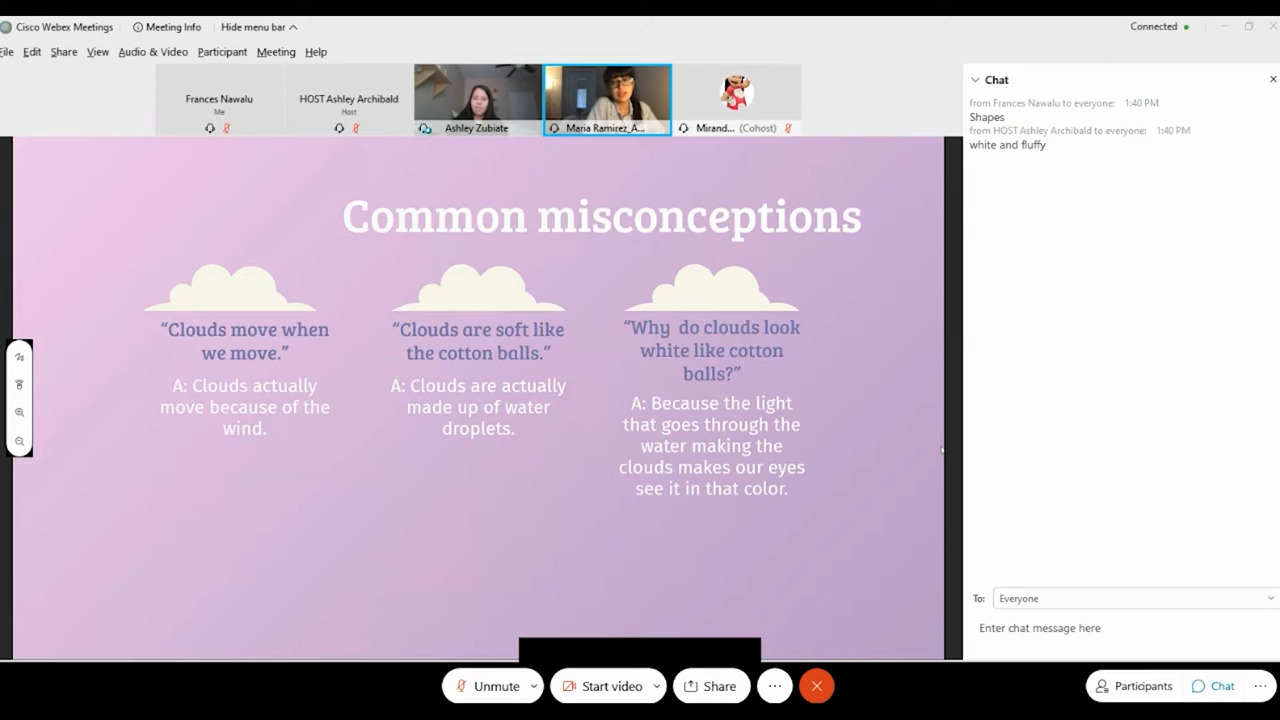 Cisco Webex Meetings
Meeting Info
Hide menu bar
Connected
File Edit Share View Audio & Video Participant Meeting Help
Frances Nawalu
Me
HOST Ashley Archibald
Host
Ashley Zubiate
Maria Ramirez_A...
Mirand... (Cohost)
Common misconceptions
“Clouds move when
we move.”
A: Clouds actually
move because of the
wind.
“Clouds are soft like
the cotton balls.”
A: Clouds are actually
made up of water
droplets.
“Why do clouds look
white like cotton
balls?”
A: Because the light
that goes through the
water making the
clouds makes our eyes
see it in that color.
Chat
from Frances Nawalu to everyone: 1:40 PM
Shapes
from HOST Ashley Archibald to everyone: 1:40 PM
white and fluffy
To: Everyone
Enter chat message here
Unmute
Start video
Share
Participants
Chat